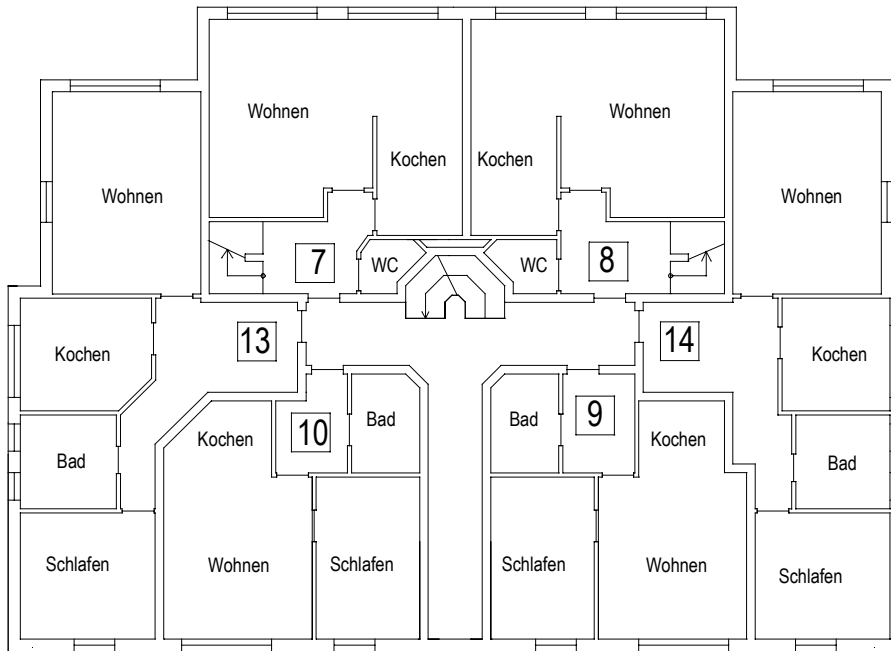 Wohnen
Wohnen
Kochen
Kochen
Wohnen
Wohnen
7
WC
WC
8
13
14
Kochen
Kochen
10
Bad
Bad
9
Kochen
Kochen
Bad
Bad
Schlafen
Wohnen
Schlafen
Schlafen
Wohnen
Schlafen